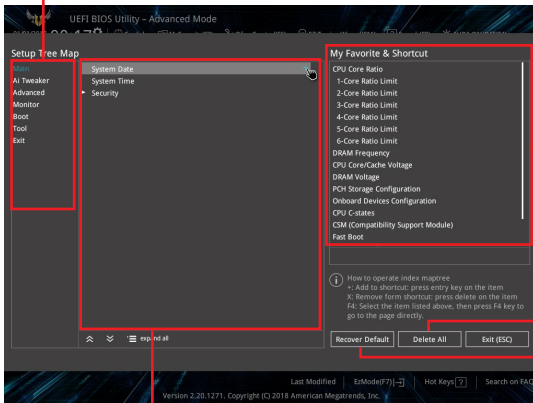 UEFI BIOS Utility – Advanced Mode
Setup Tree Map
Main
Ai Tweaker
Advanced
Monitor
Boot
Tool
Exit
System Date
System Time
Security
expand all
My Favorite & Shortcut
CPU Core Ratio
1-Core Ratio Limit
2-Core Ratio Limit
3-Core Ratio Limit
4-Core Ratio Limit
5-Core Ratio Limit
6-Core Ratio Limit
DRAM Frequency
CPU Core/Cache Voltage
DRAM Voltage
PCH Storage Configuration
Onboard Devices Configuration
CPU C-states
CSM (Compatibility Support Module)
Fast Boot
How to operate index maptree
+: Add to shortcut: press entry key on the item
X: Remove form shortcut: press delete on the item
F4: Select the item listed above, then press F4 key to
go to the page directly.
Recover Default
Delete All
Exit (ESC)
Last Modified
EzMode(F7)
Hot Keys ?
Search on FAQ
Version 2.20.1271. Copyright (C) 2018 American Megatrends, Inc.